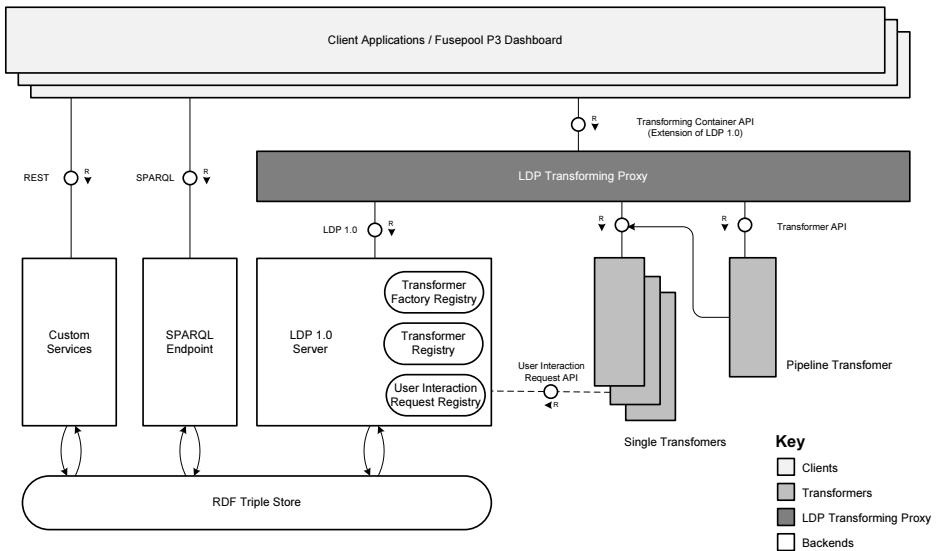 Client Applications / Fusepool P3 Dashboard
R
Transforming Container API
(Extension of LDP 1.0)
REST
R
SPARQL
R
LDP Transforming Proxy
LDP 1.0
R
R
R
Transformer API
Custom
Services
SPARQL
Endpoint
LDP 1.0
Server
Transformer
Factory Registry
Transformer
Registry
User Interaction
Request Registry
User Interaction
Request API
R
Pipeline Transfomer
Single Transfomers
RDF Triple Store
Key
Clients
Transformers
LDP Transforming Proxy
Backends